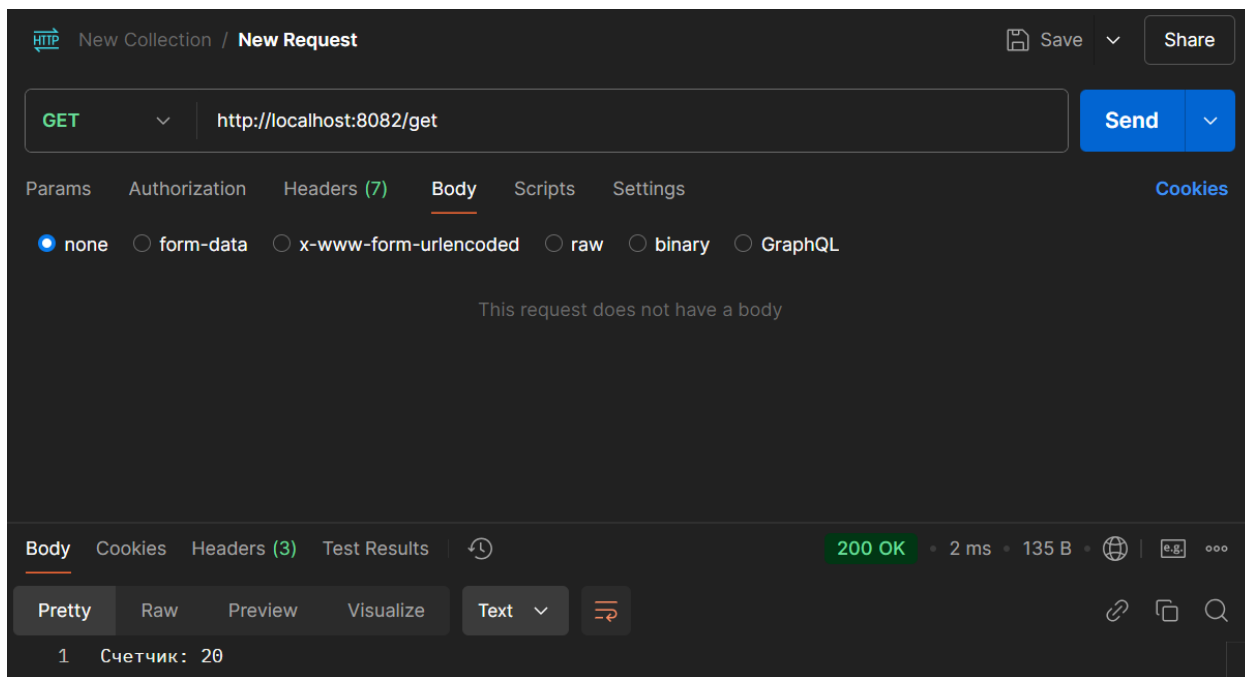 HTTP New Collection / New Request Save Share
GET http://localhost:8082/get Send
Params Authorization Headers (7) Body Scripts Settings Cookies
none form-data x-www-form-urlencoded raw binary GraphQL
This request does not have a body
Body Cookies Headers (3) Test Results 200 OK • 2 ms • 135 B • e.g.
Pretty Raw Preview Visualize Text
1 Счетчик: 20